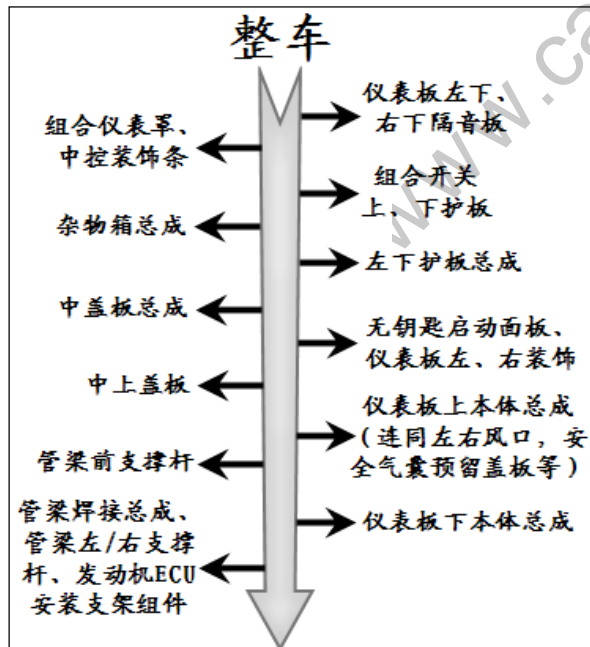 整车
仪表板左下、
右下隔音板
组合仪表罩、
中控装饰条
组合开关
上、下护板
杂物箱总成
左下护板总成
中盖板总成
无钥匙启动面板、
仪表板左、右装饰
中上盖板
仪表板上本体总成
（连同左右风口，安
全气囊预留盖板等）
管梁前支撑杆
管梁焊接总成、
管梁左/右支撑
杆、发动机ECU
安装支架组件
仪表板下本体总成
www.ca